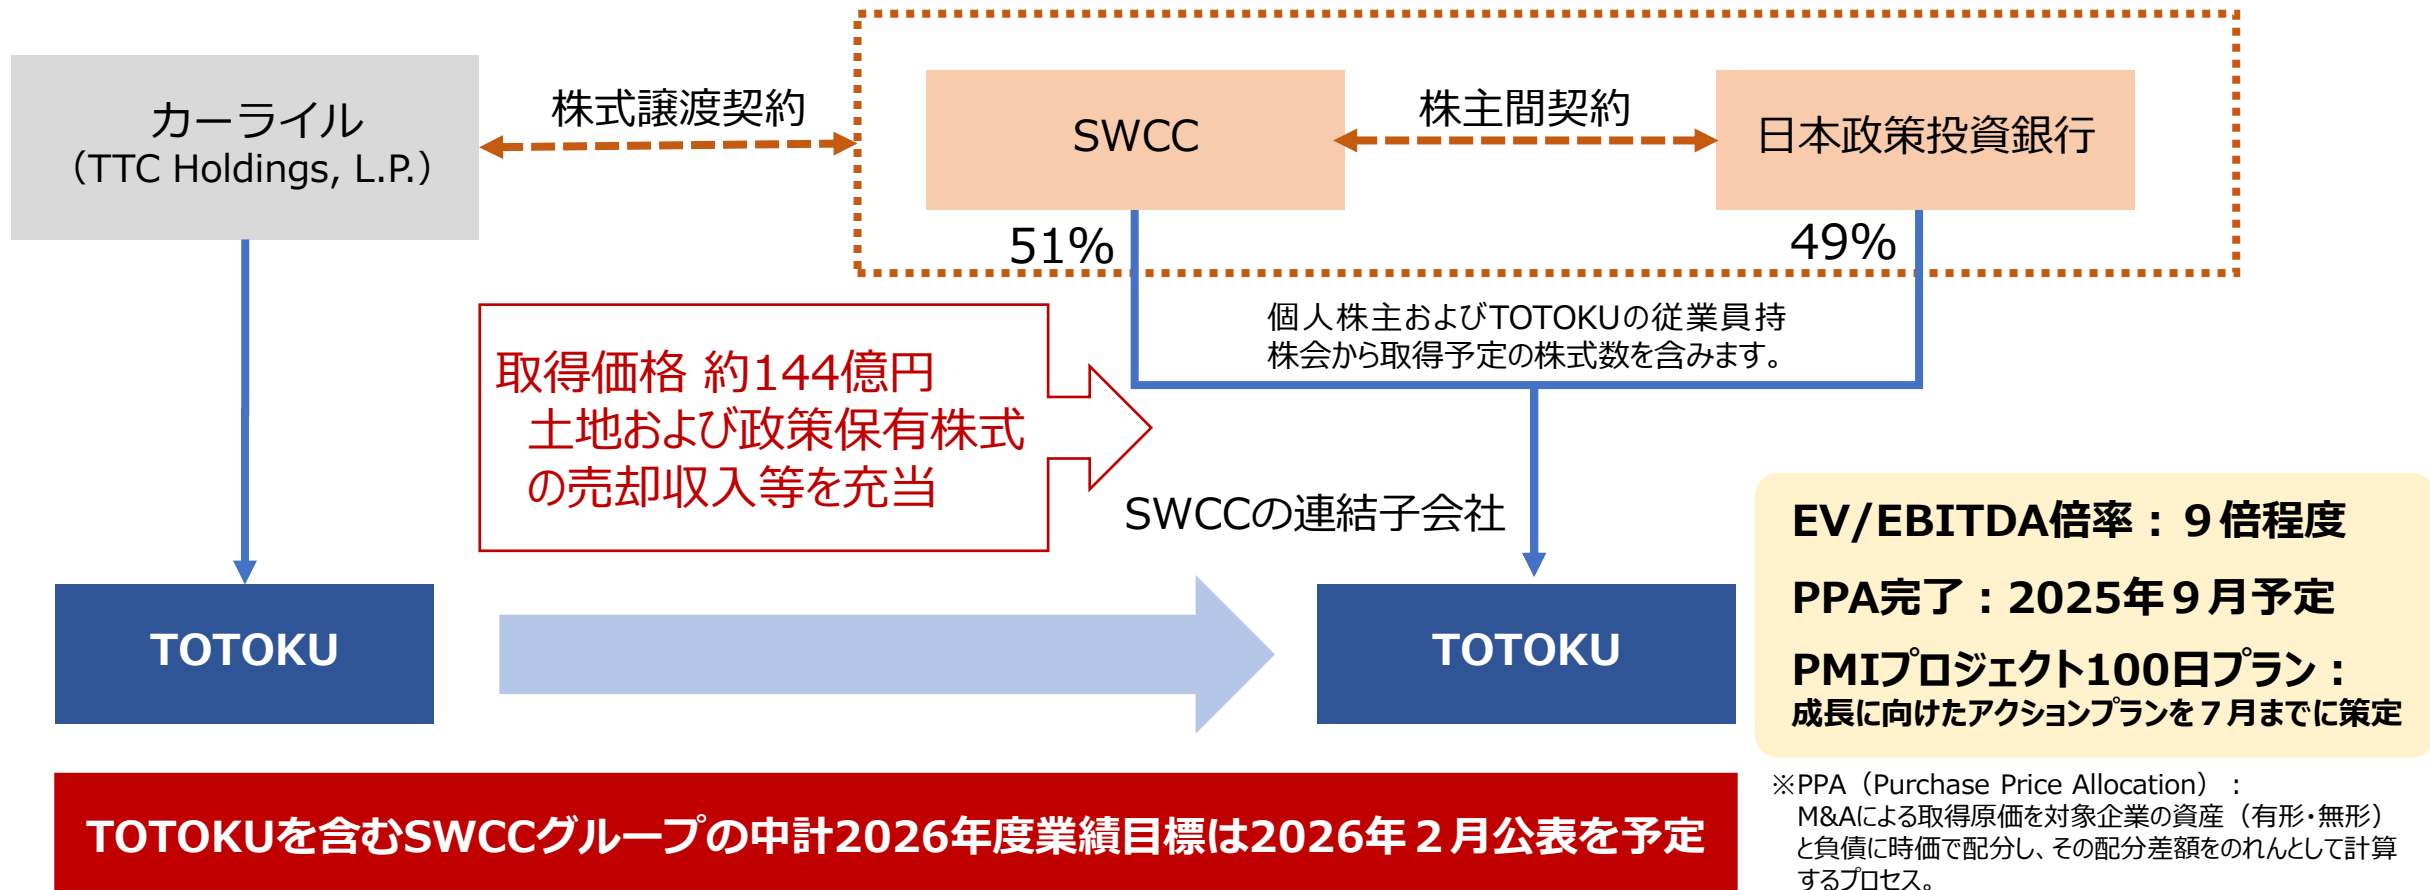 カーライル
（TTC Holdings, L.P.）
株式譲渡契約
SWCC
株主間契約
日本政策投資銀行
51%
49%
個人株主およびTOTOKUの従業員持
株会から取得予定の株式数を含みます。
取得価格 約144億円
土地および政策保有株式
の売却収入等を充当
SWCCの連結子会社
TOTOKU
TOTOKU
EV/EBITDA倍率：９倍程度
PPA完了：2025年９月予定
PMIプロジェクト100日プラン：
成長に向けたアクションプランを７月までに策定
TOTOKUを含むSWCCグループの中計2026年度業績目標は2026年２月公表を予定
※PPA（Purchase Price Allocation）：
M&Aによる取得原価を対象企業の資産（有形・無形）
と負債に時価で配分し、その配分差額をのれんとして計算
するプロセス。